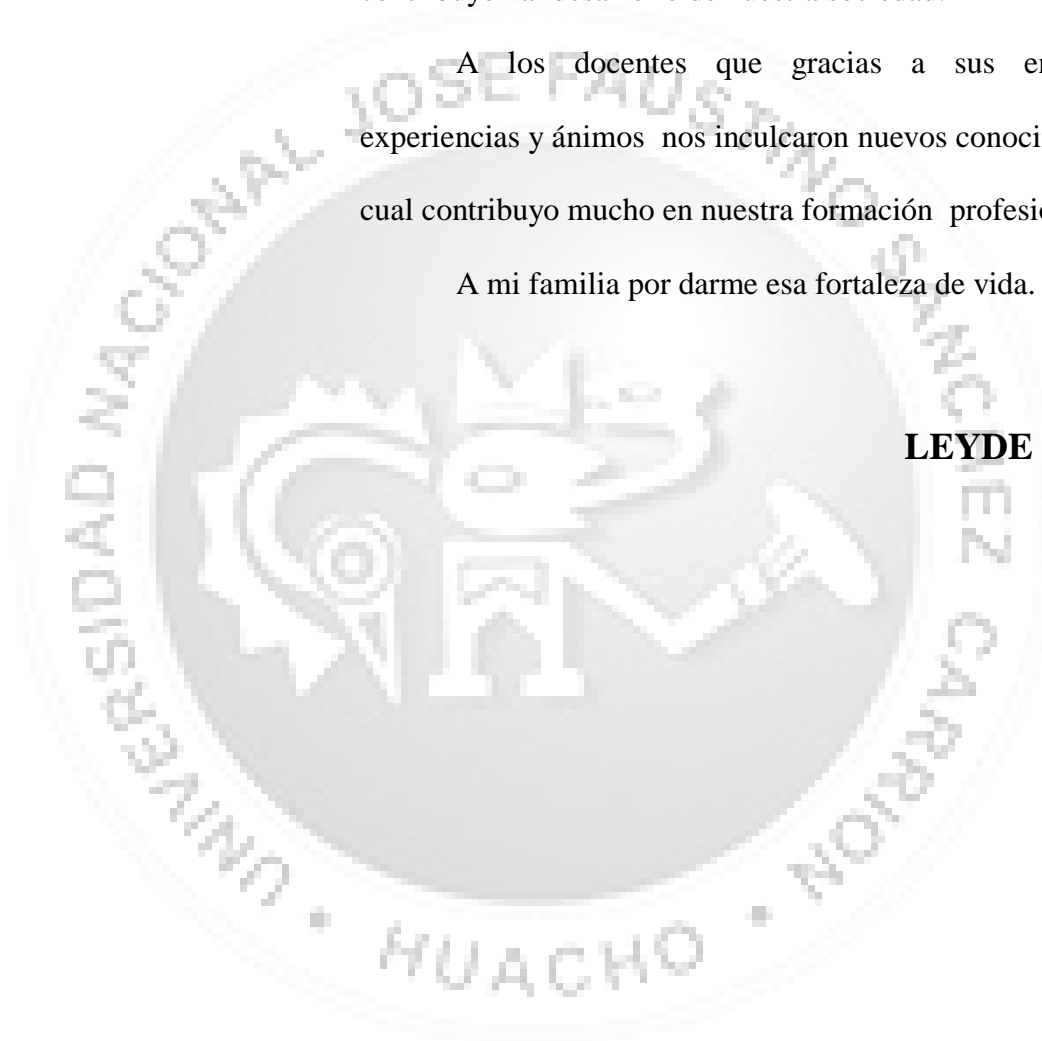 A los docentes que gracias a sus
experiencias y ánimos nos inculcaron nuevos
cual contribuyo mucho en nuestra formación
A mi familia por darme esa fortaleza de vida.
LEYDE
UNIVERSIDAD NACIONAL JOSE FAUSTINO SANCHEZ CARRION • HUACHO •